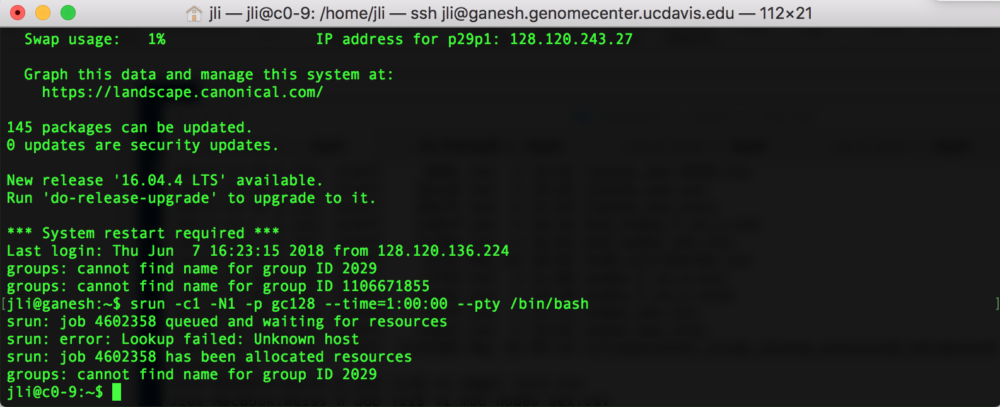 jli — jli@c0-9: /home/jli — ssh jli@ganesh.genomecenter.ucdavis.edu — 112×21
Swap usage:   1%                 IP address for p29p1: 128.120.243.27
Graph this data and manage this system at:
https://landscape.canonical.com/
145 packages can be updated.
0 updates are security updates.
New release '16.04.4 LTS' available.
Run 'do-release-upgrade' to upgrade to it.
*** System restart required ***
Last login: Thu Jun  7 16:23:15 2018 from 128.120.136.224
groups: cannot find name for group ID 2029
groups: cannot find name for group ID 1106671855
[jli@ganesh:~$ srun -c1 -N1 -p gc128 --time=1:00:00 --pty /bin/bash ]
srun: job 4602358 queued and waiting for resources
srun: error: Lookup failed: Unknown host
srun: job 4602358 has been allocated resources
groups: cannot find name for group ID 2029
jli@c0-9:~$